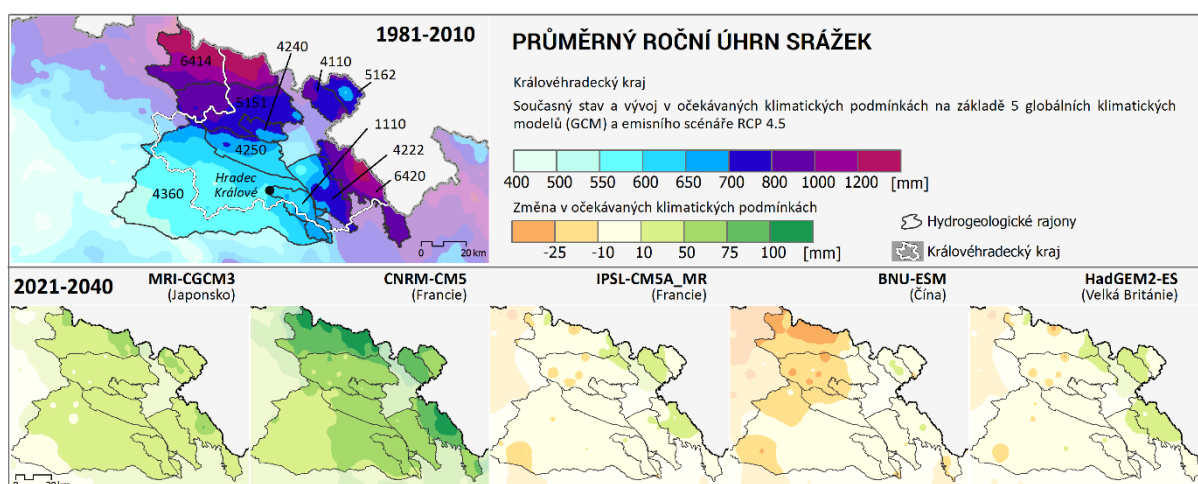 1981-2010
6414
4240
4110
5162
5151
1110
4250
4222
4360
Hradec
Králové
6420
0 20 km
PRŮMĚRNÝ ROČNÍ ÚHRN SRÁŽEK
Královéhradecký kraj
Současný stav a vývoj v očekávaných klimatických podmínkách na základě 5 globálních klimatických
modelů (GCM) a emisního scénáře RCP 4.5
400 500 550 600 650 700 800 1000 1200 [mm]
Změna v očekávaných klimatických podmínkách
-25 -10 10 50 75 100 [mm]
Hydrogeologické rajony
Královéhradecký kraj
2021-2040
MRI-CGCM3
(Japonsko)
CNRM-CM5
(Francie)
IPSL-CM5A_MR
(Francie)
BNU-ESM
(Čína)
HadGEM2-ES
(Velká Británie)